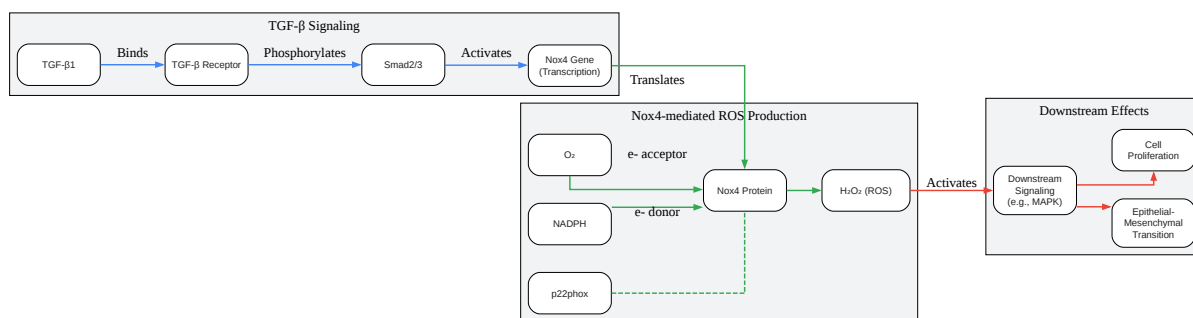 TGF-β Signaling
TGF-β1
Binds
TGF-β Receptor
Phosphorylates
Smad2/3
Activates
Nox4 Gene
(Transcription)
Translates
Nox4-mediated ROS Production
O₂
e- acceptor
NADPH
e- donor
p22phox
Nox4 Protein
H₂O₂ (ROS)
Activates
Downstream Effects
Downstream
Signaling
(e.g., MAPK)
Cell
Proliferation
Epithelial-
Mesenchymal
Transition